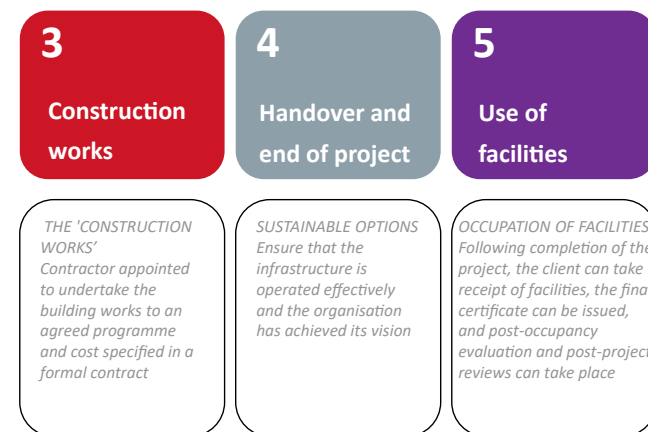 3
Construction
works
4
Handover and
end of project
5
Use of
facilities
THE 'CONSTRUCTION
WORKS’
Contractor appointed
to undertake the
building works to an
agreed programme
and cost specified in a
formal contract
SUSTAINABLE OPTIONS
Ensure that the
infrastructure is
operated effectively
and the organisation
has achieved its vision
OCCUPATION OF FACILITIES
Following completion of the
project, the client can take
receipt of facilities, the final
certificate can be issued,
and post-occupancy
evaluation and post-project
reviews can take place